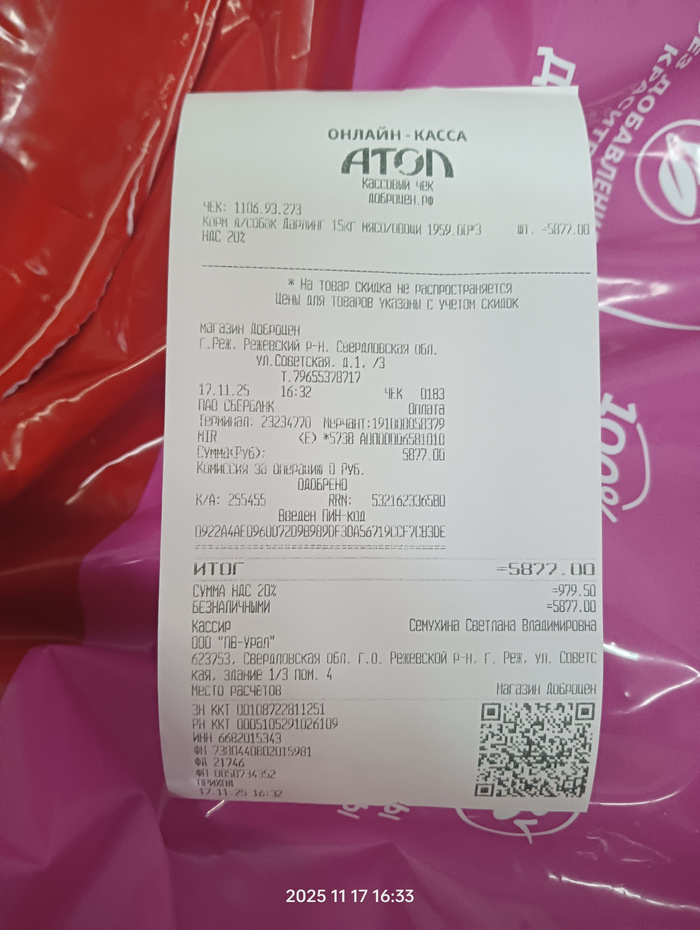 ОНЛАЙН-КАССА
АТОЛ
КАССОВЫЙ ЧЕК
ДОБРОЦЕН.РФ
ЧЕК: 1106.93.273
КОРМ Д/СОБАК ДАРЛИНГ 15КГ МЯСО/ОВОЩИ 1959.00*3 ШТ. =5877.00
НДС 20%
* НА ТОВАР СКИДКА НЕ РАСПРОСТРАНЯЕТСЯ
ЦЕНЫ ДЛЯ ТОВАРОВ УКАЗАНЫ С УЧЕТОМ СКИДОК
МАГАЗИН ДОБРОЦЕН
Г.РЕЖ, РЕЖЕВСКИЙ Р-Н, СВЕРДЛОВСКАЯ ОБЛ.
УЛ.СОВЕТСКАЯ, Д.1, /3
Т.79655378717
17.11.25 16:32 ЧЕК 0183
ПАО СБЕРБАНК Оплата
Терминал: 23234770 Мерчант:191000058379
MIR (E) *5738 A0000006581010
Сумма(Руб): 5877.00
Комиссия за операцию 0 Руб.
ОДОБРЕНО
К/А: 255455 RRN: 532162336580
Введен ПИН-код
ИТОГ =5877.00
СУММА НДС 20% =979.50
БЕЗНАЛИЧНЫМИ =5877.00
Кассир Семухина Светлана Владимировна
ООО "ПВ-Урал"
623753, Свердловская обл. Г.О. Режевской р-н, г. Реж, ул. Советс
кая, здание 1/3 пом. 4
МЕСТО РАСЧЕТОВ Магазин Доброцен
ЗН ККТ 00108722811251
РН ККТ 0005105291026109
ИНН 6682015343
ФН 7380440802015981
ФД 21746
ФП 0858734352
ПРИХОД
17.11.25 16:32
100%
2025 11 17 16:33